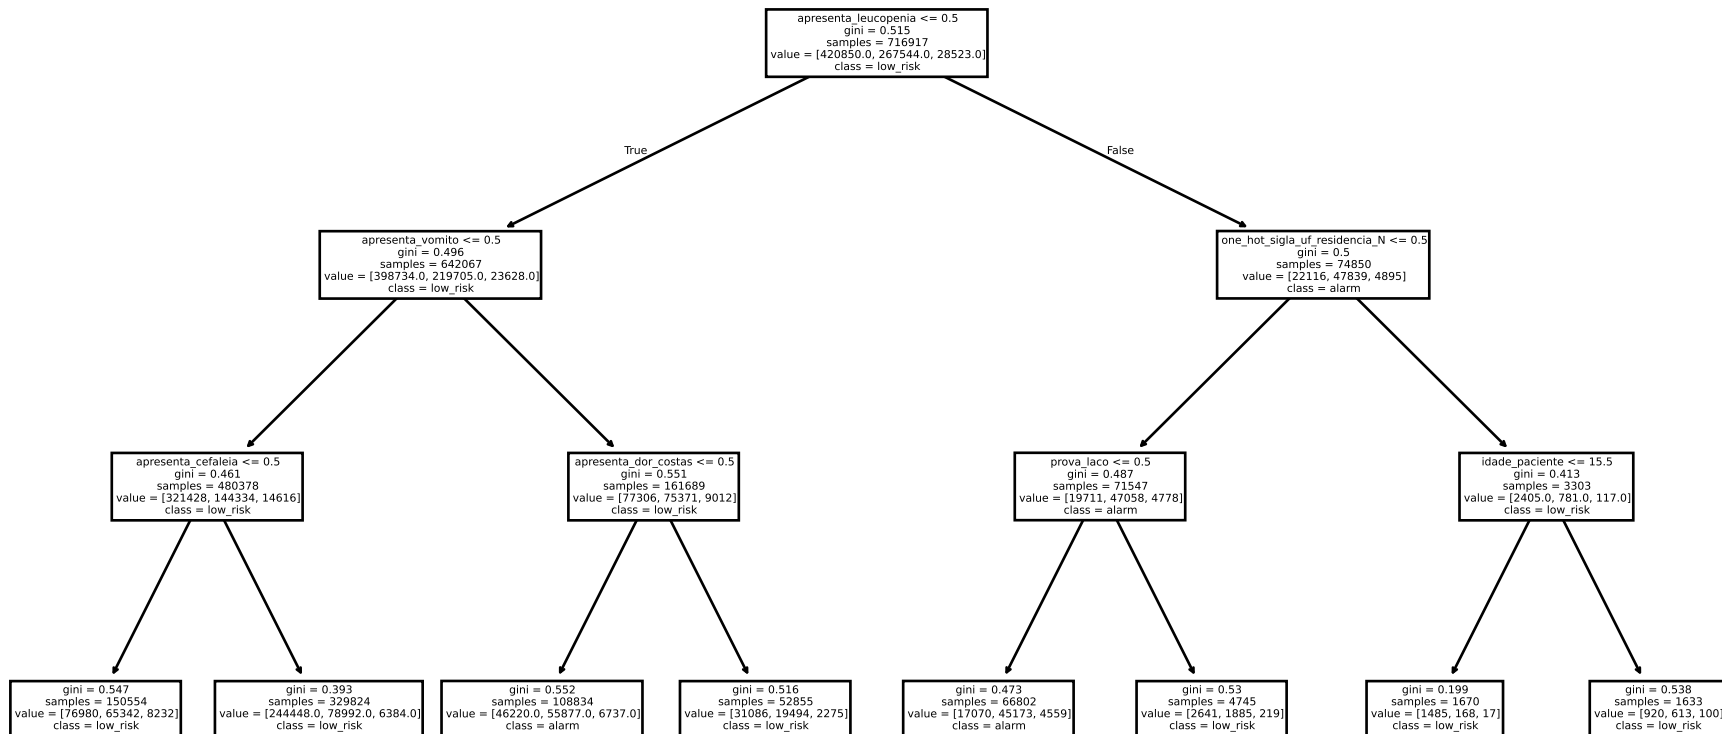 apresenta_leucopenia <= 0.5
gini = 0.515
samples = 716917
value = [420850.0, 267544.0, 28523.0]
class = low_risk
True
False
apresenta_vomito <= 0.5
gini = 0.496
samples = 642067
value = [398734.0, 219705.0, 23628.0]
class = low_risk
one_hot_sigla_uf_residencia_N <= 0.5
gini = 0.5
samples = 74850
value = [22116, 47839, 4895]
class = alarm
apresenta_cefaleia <= 0.5
gini = 0.461
samples = 480378
value = [321428, 144334, 14616]
class = low_risk
apresenta_dor_costas <= 0.5
gini = 0.551
samples = 161689
value = [77306, 75371, 9012]
class = low_risk
prova_laco <= 0.5
gini = 0.487
samples = 71547
value = [19711, 47058, 4778]
class = alarm
idade_paciente <= 15.5
gini = 0.413
samples = 3303
value = [2405.0, 781.0, 117.0]
class = low_risk
gini = 0.547
samples = 150554
value = [76980, 65342, 8232]
class = low_risk
gini = 0.393
samples = 329824
value = [244448.0, 78992.0, 6384.0]
class = low_risk
gini = 0.552
samples = 108834
value = [46220.0, 55877.0, 6737.0]
class = alarm
gini = 0.516
samples = 52855
value = [31086, 19494, 2275]
class = low_risk
gini = 0.473
samples = 66802
value = [17070, 45173, 4559]
class = alarm
gini = 0.53
samples = 4745
value = [2641, 1885, 219]
class = low_risk
gini = 0.199
samples = 1670
value = [1485, 168, 17]
class = low_risk
gini = 0.538
samples = 1633
value = [920, 613, 100]
class = low_risk